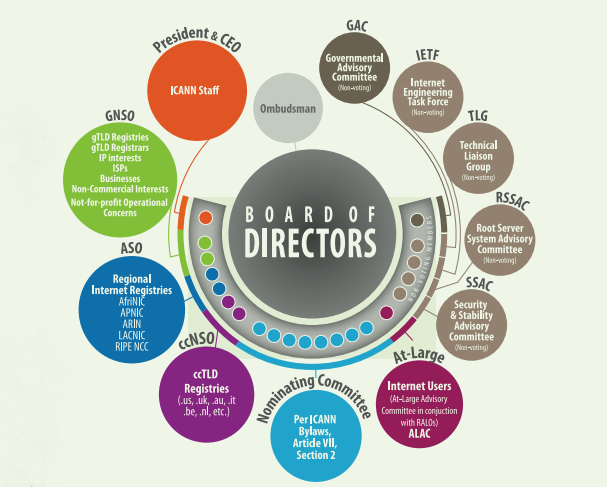 President & CEO
ICANN Staff
Ombudsman
GAC
Governmental
Advisory
Committee
(Non-voting)
IETF
Internet
Engineering
Task Force
(Non-voting)
TLG
Technical
Liaison
Group
(Non-voting)
RSSAC
Root Server
System Advisory
Committee
(Non-voting)
SSAC
Security
& Stability
Advisory
Committee
(Non-voting)
At-Large
Internet Users
(At-Large Advisory
Committee in conjuction
with RALOs)
ALAC
Nominating Committee
Per ICANN
Bylaws,
Article VII,
Section 2
ccNSO
ccTLD
Registries
(.us, .uk, .au, .it
.be, .nl, etc.)
ASO
Regional
Internet Registries
AfriNIC
APNIC
ARIN
LACNIC
RIPE NCC
GNSO
gTLD Registries
gTLD Registrars
IP interests
ISPs
Businesses
Non-Commercial Interests
Not-for-profit Operational
Concerns
BOARD OF
DIRECTORS
NON VOTING MEMBERS